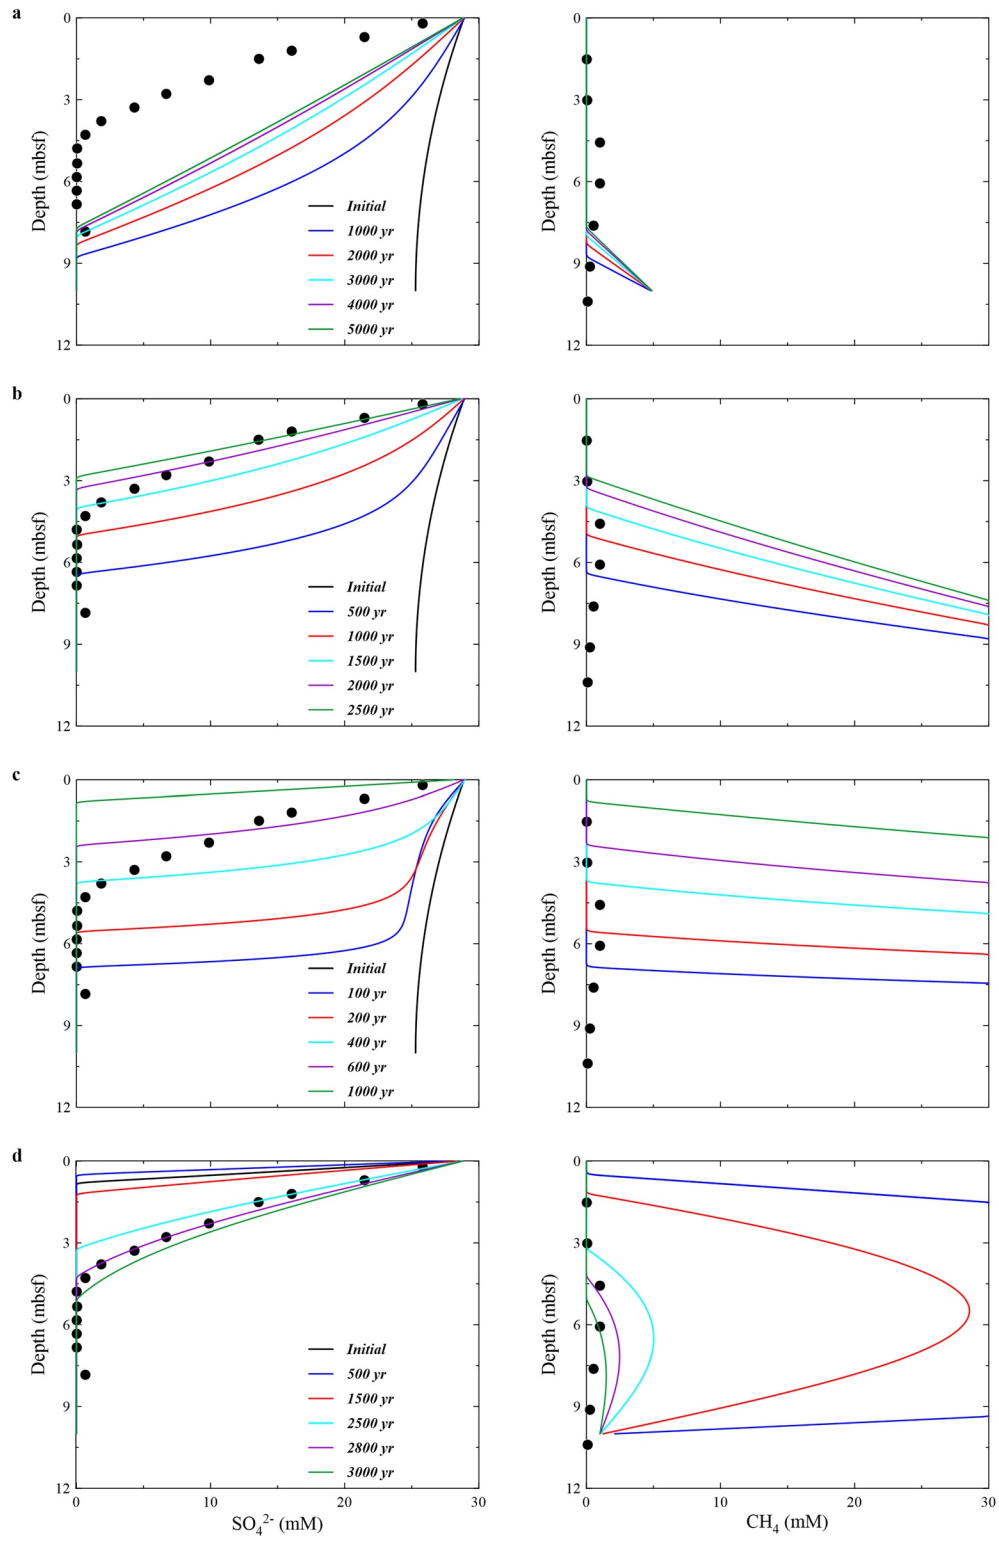 a
0
3
6
9
12
Depth (mbsf)
Initial
1000 yr
2000 yr
3000 yr
4000 yr
5000 yr
0
3
6
9
12
Depth (mbsf)
b
0
3
6
9
12
Depth (mbsf)
Initial
500 yr
1000 yr
1500 yr
2000 yr
2500 yr
0
3
6
9
12
Depth (mbsf)
c
0
3
6
9
12
Depth (mbsf)
Initial
100 yr
200 yr
400 yr
600 yr
1000 yr
0
3
6
9
12
Depth (mbsf)
d
0
3
6
9
12
Depth (mbsf)
Initial
500 yr
1500 yr
2500 yr
2800 yr
3000 yr
0 10 20 30
SO₄²⁻ (mM)
0
3
6
9
12
Depth (mbsf)
0 10 20 30
CH₄ (mM)